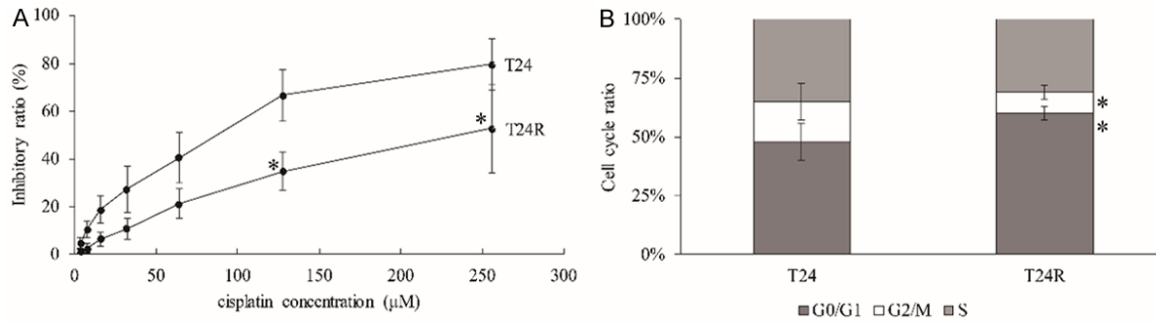 A
100
80
60
40
20
0
Inhibitory ratio (%)
T24
*
T24R
*
0 50 100 150 200 250 300
cisplatin concentration (μM)
B
100%
75%
50%
25%
0%
Cell cycle ratio
*
*
T24 T24R
G0/G1 G2/M S